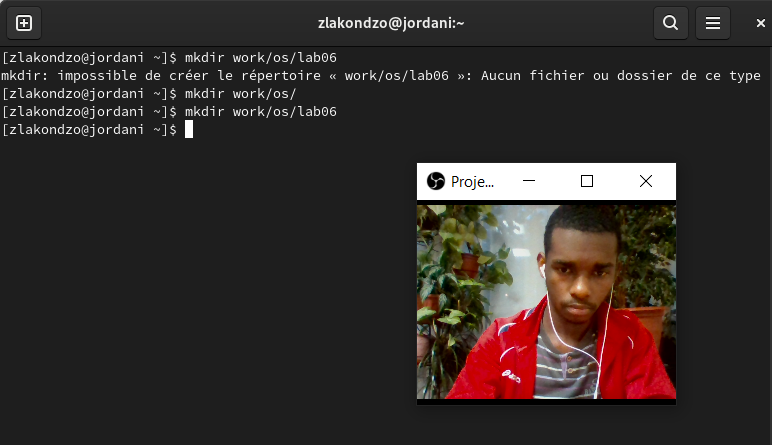 zlakondzo@jordani:~
[zlakondzo@jordani ~]$ mkdir work/os/lab06
mkdir: impossible de créer le répertoire « work/os/lab06 »: Aucun fichier ou dossier de ce type
[zlakondzo@jordani ~]$ mkdir work/os/
[zlakondzo@jordani ~]$ mkdir work/os/lab06
[zlakondzo@jordani ~]$
Proje...
asics